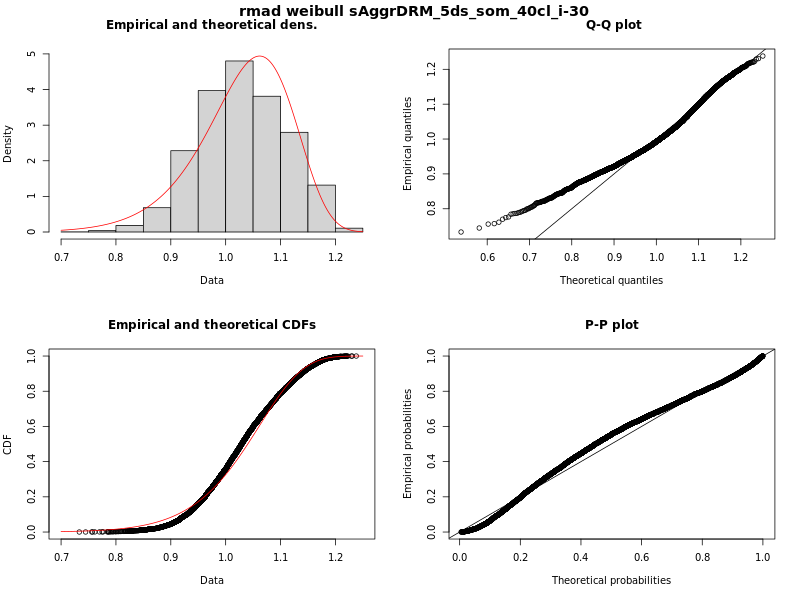 rmad weibull sAggrDRM_5ds_som_40cl_i-30
Empirical and theoretical dens.
Density
0 1 2 3 4 5
0.7 0.8 0.9 1.0 1.1 1.2
Data
Q-Q plot
Empirical quantiles
0.8 0.9 1.0 1.1 1.2
0.6 0.7 0.8 0.9 1.0 1.1 1.2
Theoretical quantiles
Empirical and theoretical CDFs
CDF
0.0 0.2 0.4 0.6 0.8 1.0
0.7 0.8 0.9 1.0 1.1 1.2
Data
P-P plot
Empirical probabilities
0.0 0.2 0.4 0.6 0.8 1.0
0.0 0.2 0.4 0.6 0.8 1.0
Theoretical probabilities